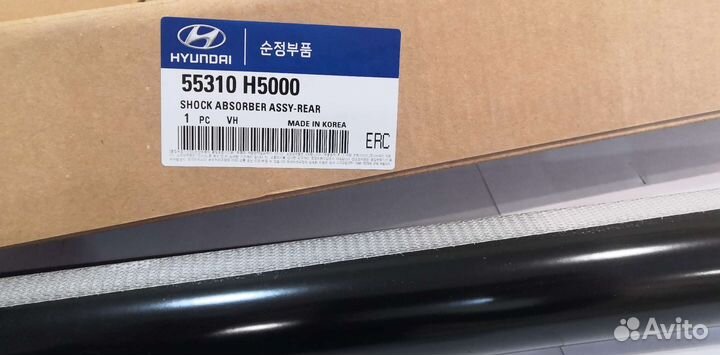 HYUNDAI
순정부품
55310 H5000
SHOCK ABSORBER ASSY-REAR
1 PC VH MADE IN KOREA
ERC
Avito